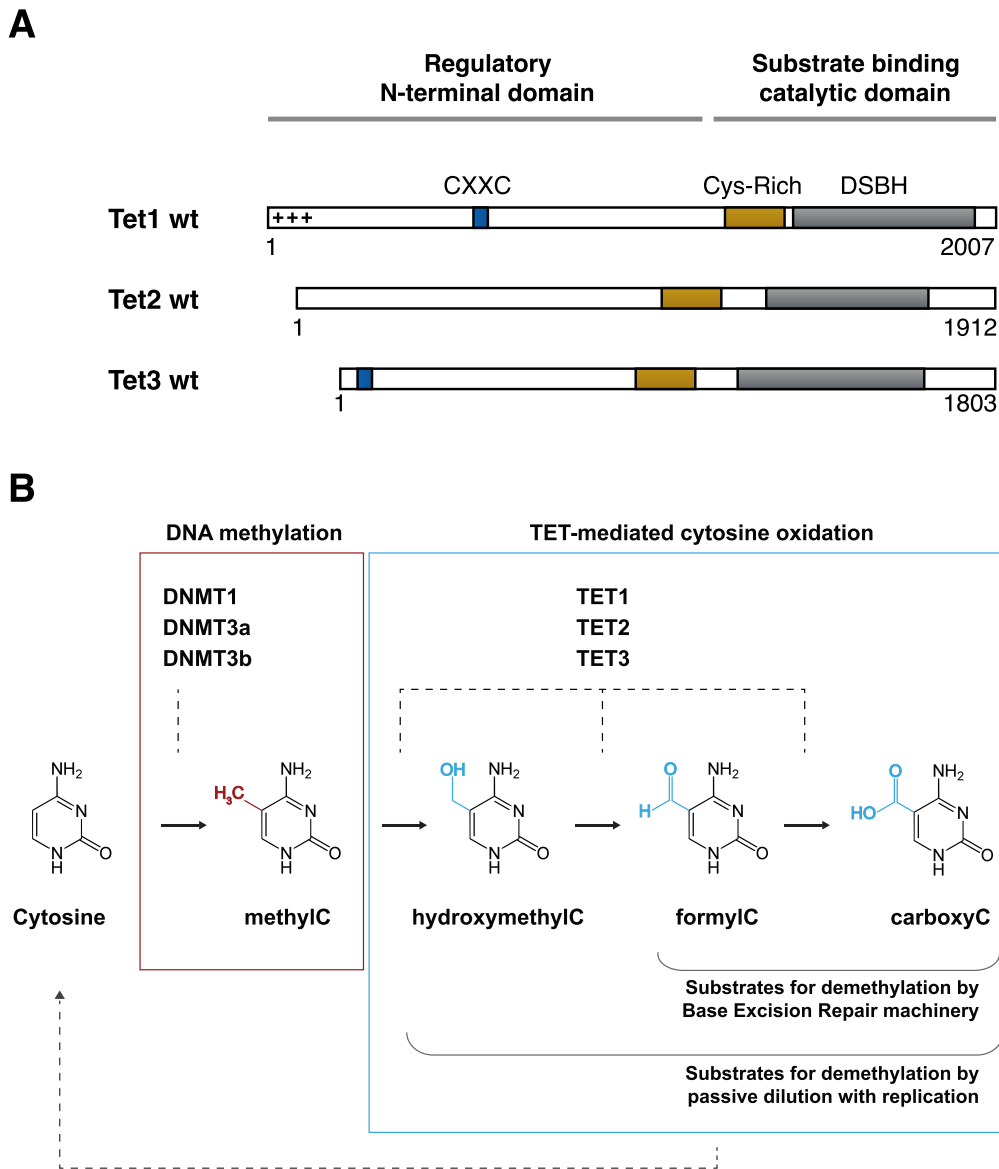 A
Regulatory
N-terminal domain
Substrate binding
catalytic domain
CXXC
Cys-Rich
DSBH
Tet1 wt
+++
1
2007
Tet2 wt
1
1912
Tet3 wt
1
1803
B
DNA methylation
TET-mediated cytosine oxidation
DNMT1
DNMT3a
DNMT3b
TET1
TET2
TET3
NH2
N
N
H
O
Cytosine
H3C
NH2
N
N
H
O
methylC
OH
NH2
N
N
H
O
hydroxymethylC
O
H
NH2
N
N
H
O
formylC
O
HO
NH2
N
N
H
O
carboxyC
Substrates for demethylation by
Base Excision Repair machinery
Substrates for demethylation by
passive dilution with replication